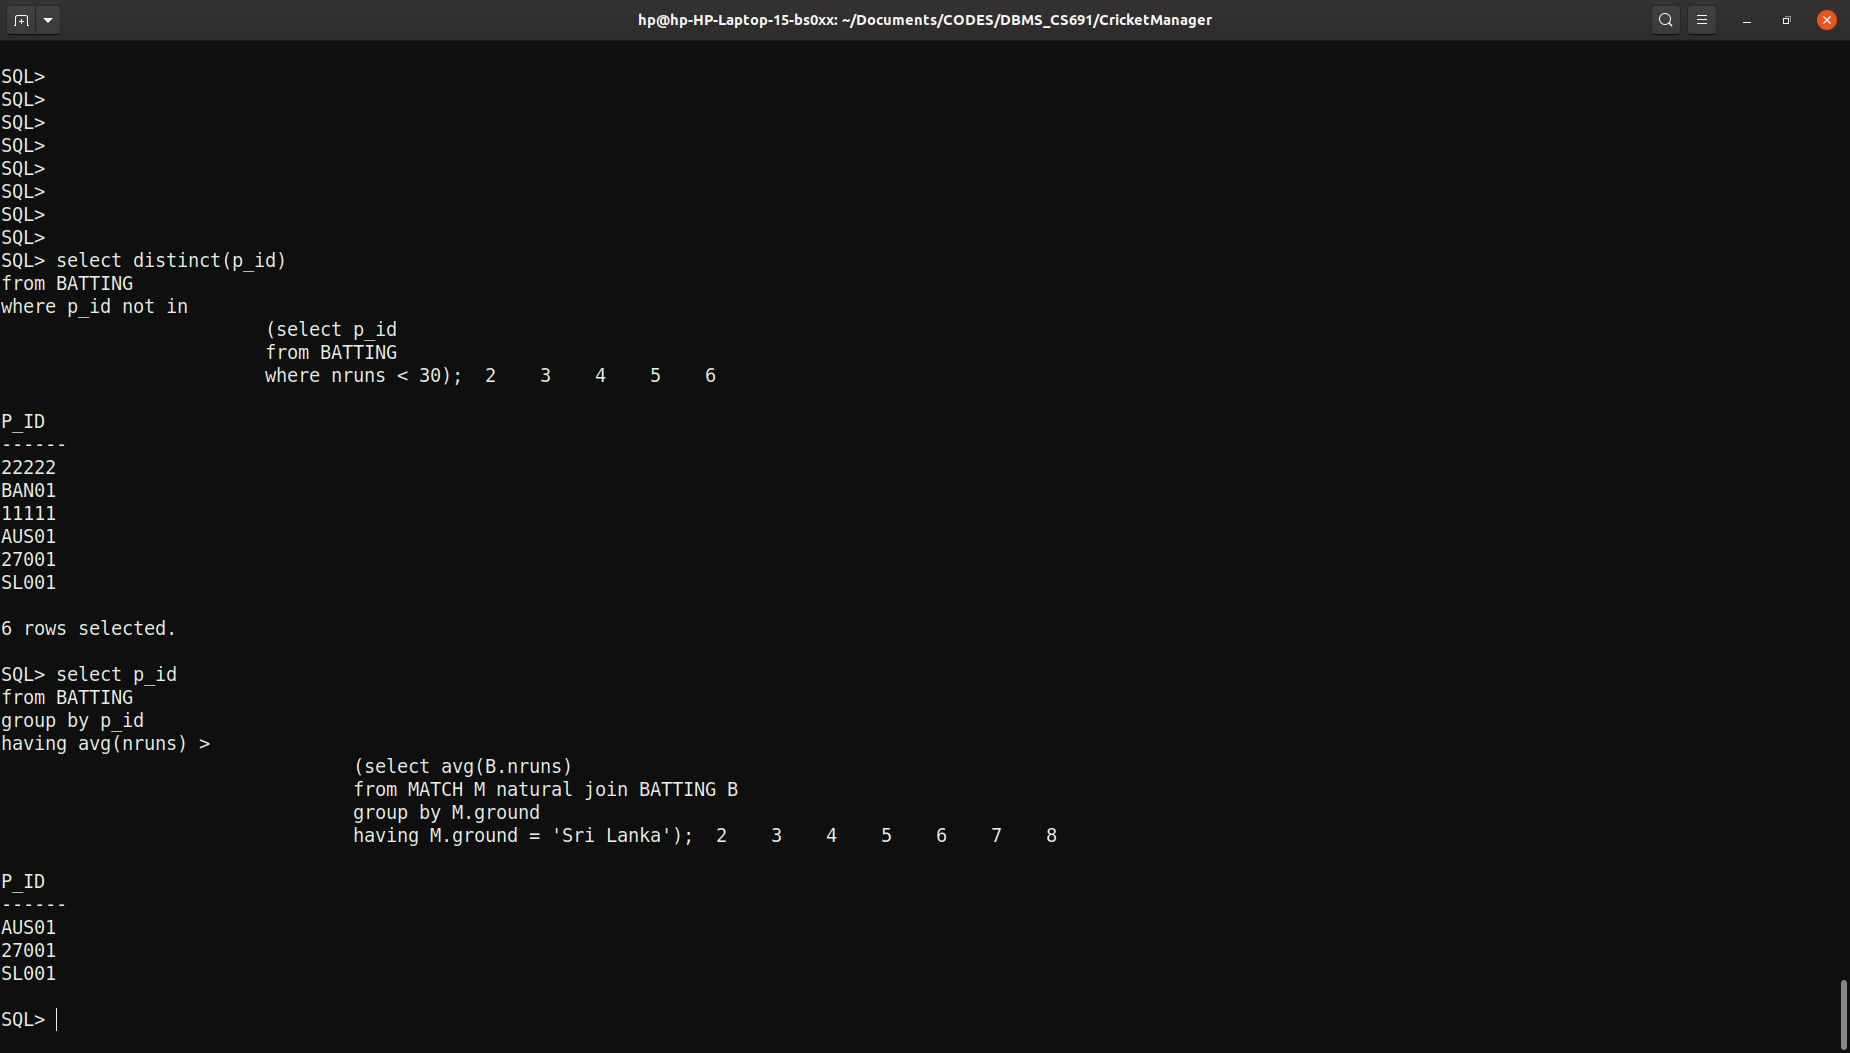 hp@hp-HP-Laptop-15-bs0xx: ~/Documents/CODES/DBMS_CS691/CricketManager
SQL>
SQL>
SQL>
SQL>
SQL>
SQL>
SQL>
SQL>
SQL> select distinct(p_id)
from BATTING
where p_id not in
(select p_id
from BATTING
where nruns < 30);  2    3    4    5    6
P_ID
------
22222
BAN01
11111
AUS01
27001
SL001
6 rows selected.
SQL> select p_id
from BATTING
group by p_id
having avg(nruns) >
(select avg(B.nruns)
from MATCH M natural join BATTING B
group by M.ground
having M.ground = 'Sri Lanka');  2    3    4    5    6    7    8
P_ID
------
AUS01
27001
SL001
SQL>